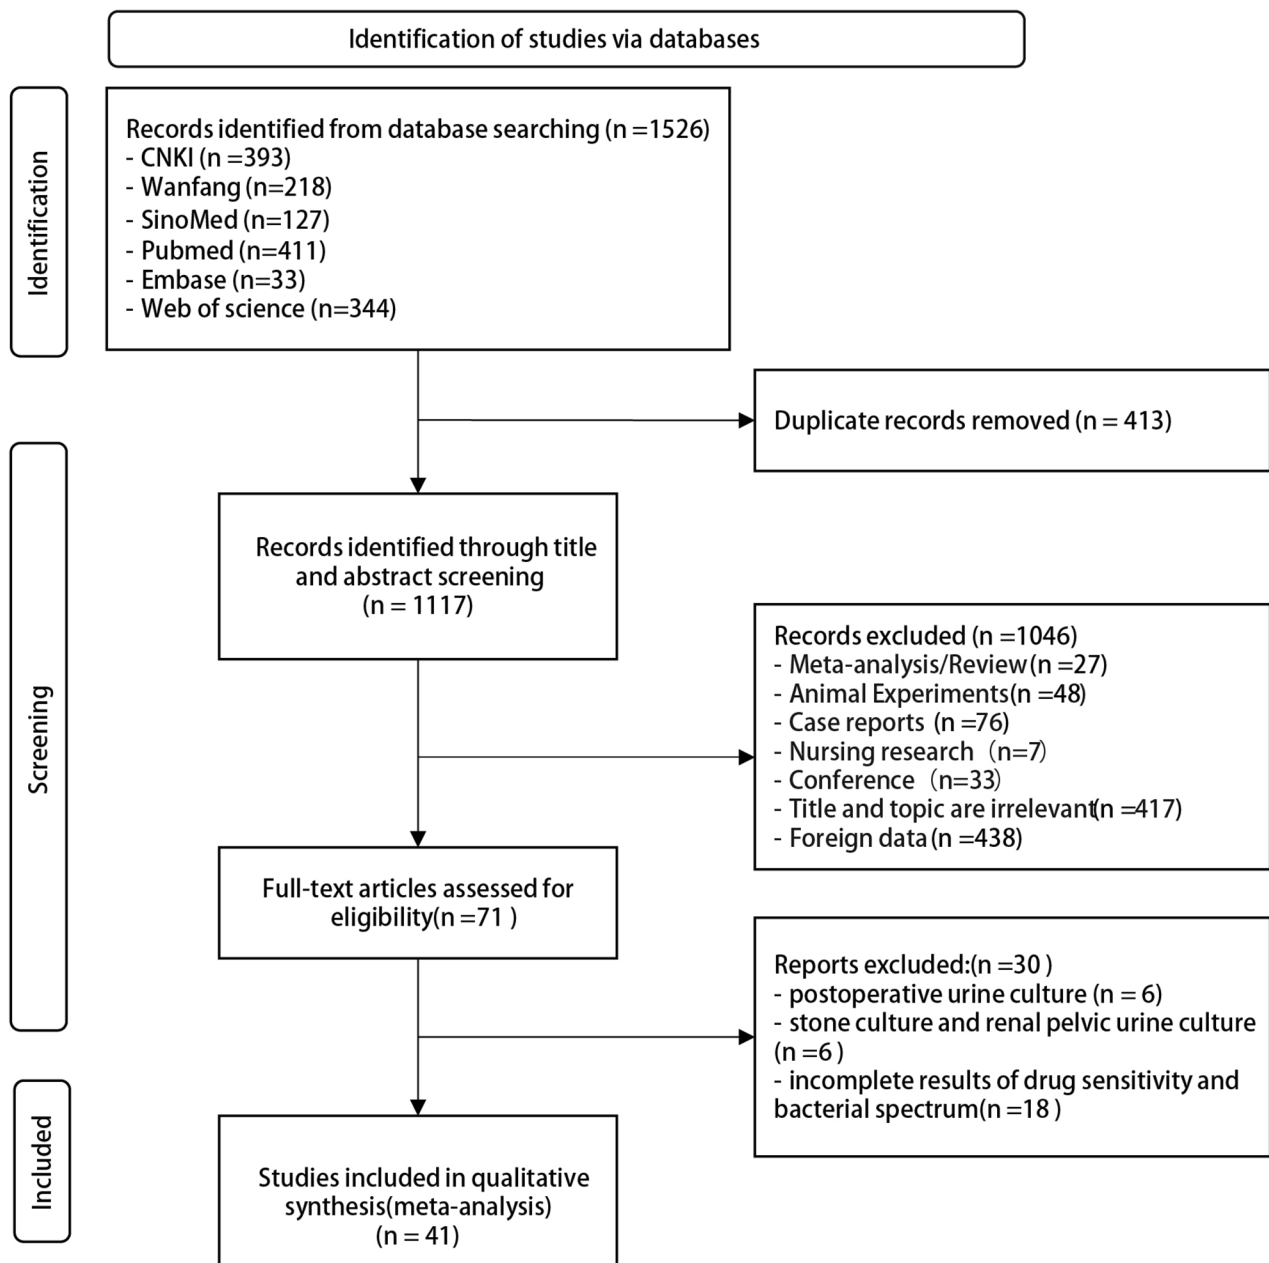 Identification of studies via databases
Identification
Records identified from database searching (n =1526)
- CNKI (n =393)
- Wanfang (n=218)
- SinoMed (n=127)
- Pubmed (n=411)
- Embase (n=33)
- Web of science (n=344)
Duplicate records removed (n = 413)
Screening
Records identified through title
and abstract screening
(n = 1117)
Records excluded (n =1046)
- Meta-analysis/Review (n =27)
- Animal Experiments(n =48)
- Case reports (n =76)
- Nursing research（n=7）
- Conference（n=33）
- Title and topic are irrelevant(n =417)
- Foreign data (n =438)
Full-text articles assessed for
eligibility(n =71 )
Reports excluded:(n =30 )
- postoperative urine culture (n = 6)
- stone culture and renal pelvic urine culture
(n =6 )
- incomplete results of drug sensitivity and
bacterial spectrum(n =18 )
Included
Studies included in qualitative
synthesis(meta-analysis)
(n = 41)